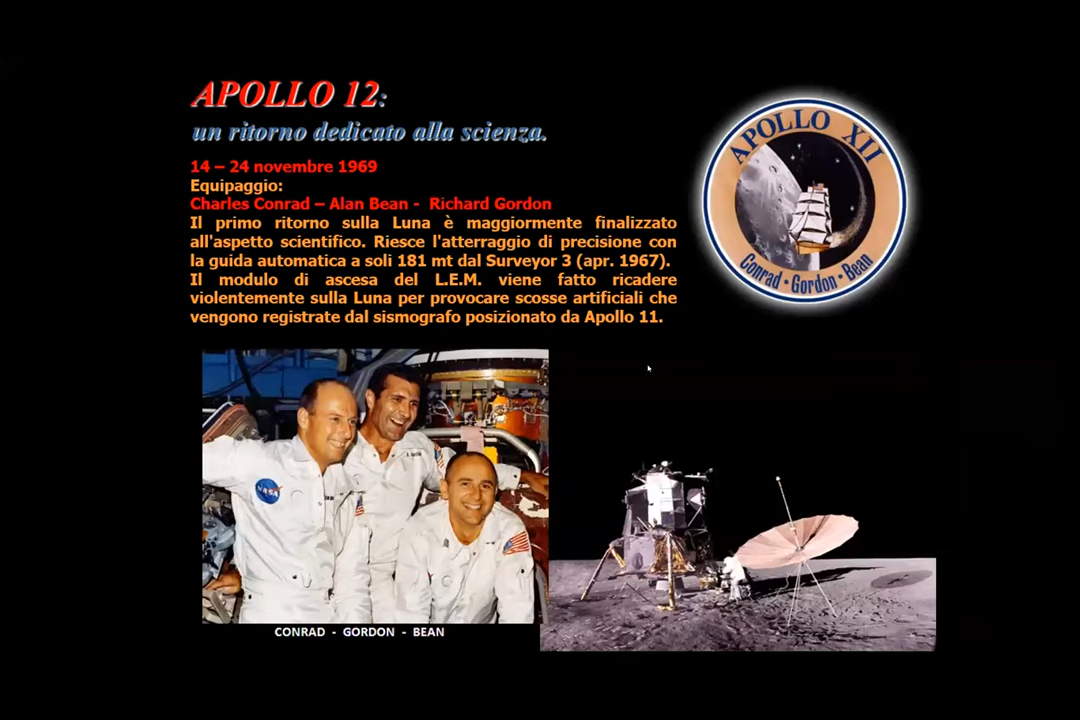 APOLLO 12:
un ritorno dedicato alla scienza.
14 – 24 novembre 1969
Equipaggio:
Charles Conrad – Alan Bean - Richard Gordon
Il primo ritorno sulla Luna è maggiormente finalizzato
all'aspetto scientifico. Riesce l'atterraggio di precisione con
la guida automatica a soli 181 mt dal Surveyor 3 (apr. 1967).
Il modulo di ascesa del L.E.M. viene fatto ricadere
violentemente sulla Luna per provocare scosse artificiali che
vengono registrate dal sismografo posizionato da Apollo 11.
APOLLO XII
Conrad • Gordon • Bean
NASA
CONRAD - GORDON - BEAN